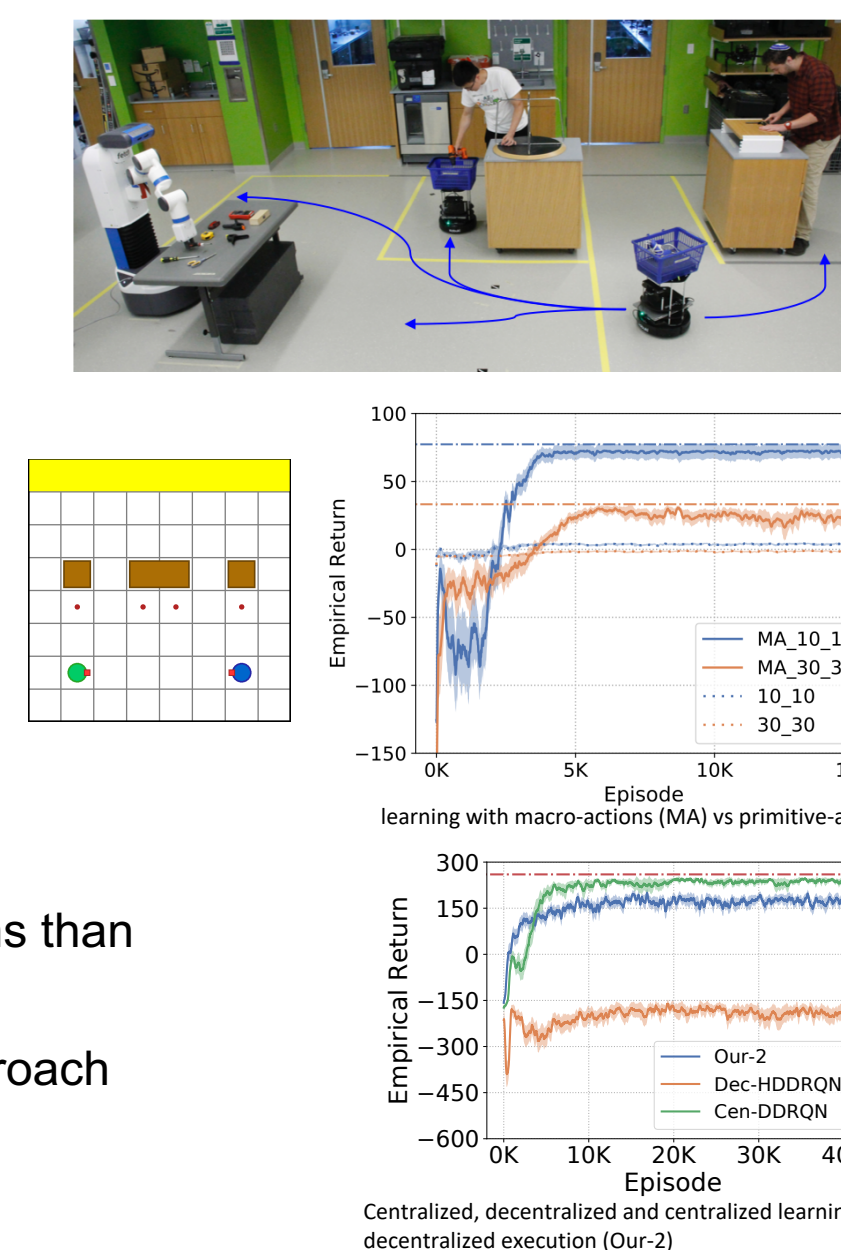 100
50
0
−50
−100
−150
Empirical Return
0K 5K 10K
Episode
MA_10_1
MA_30_3
10_10
30_30
learning with macro-actions (MA) vs primitive-a
ns than
roach
300
150
0
−150
−300
−450
−600
Empirical Return
0K 10K 20K 30K 40
Episode
Our-2
Dec-HDDRQN
Cen-DDRQN
Centralized, decentralized and centralized learnin
decentralized execution (Our-2)